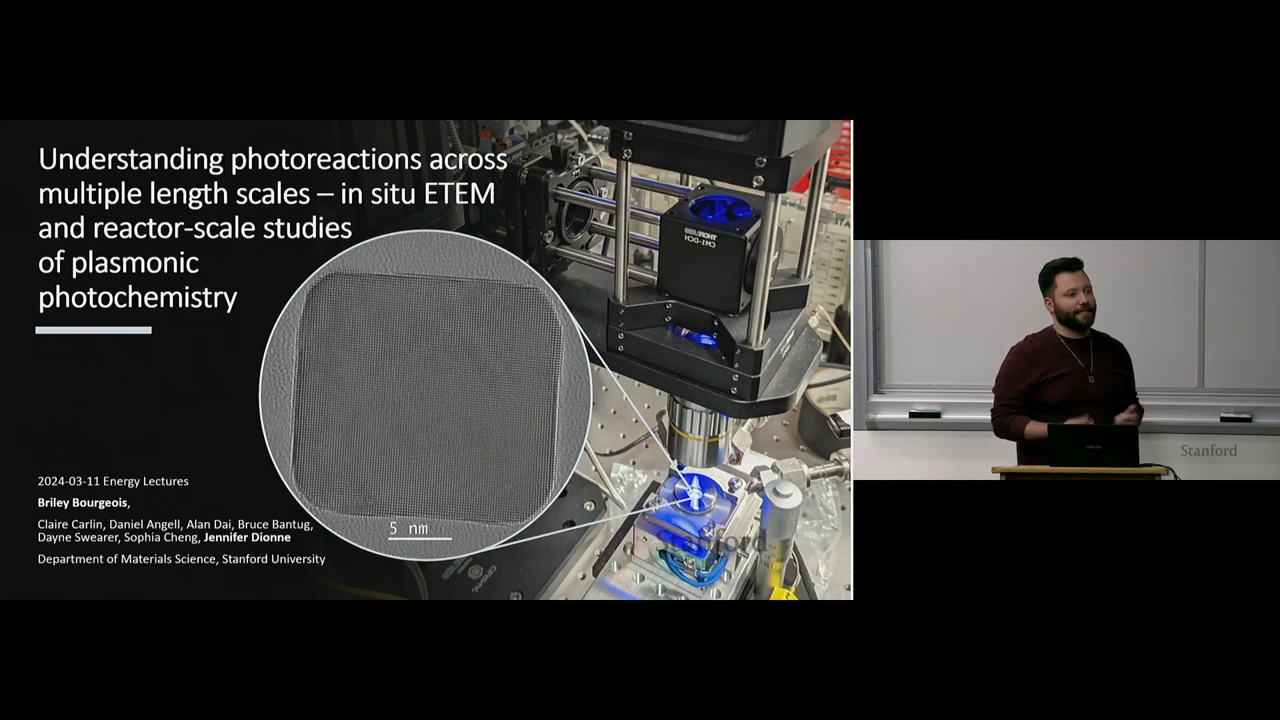 Understanding photoreactions across
multiple length scales – in situ ETEM
and reactor-scale studies
of plasmonic
photochemistry
2024-03-11 Energy Lectures
Briley Bourgeois,
Claire Carlin, Daniel Angell, Alan Dai, Bruce Bantug,
Dayne Swearer, Sophia Cheng, Jennifer Dionne
Department of Materials Science, Stanford University
5 nm
Stanford
Stanford